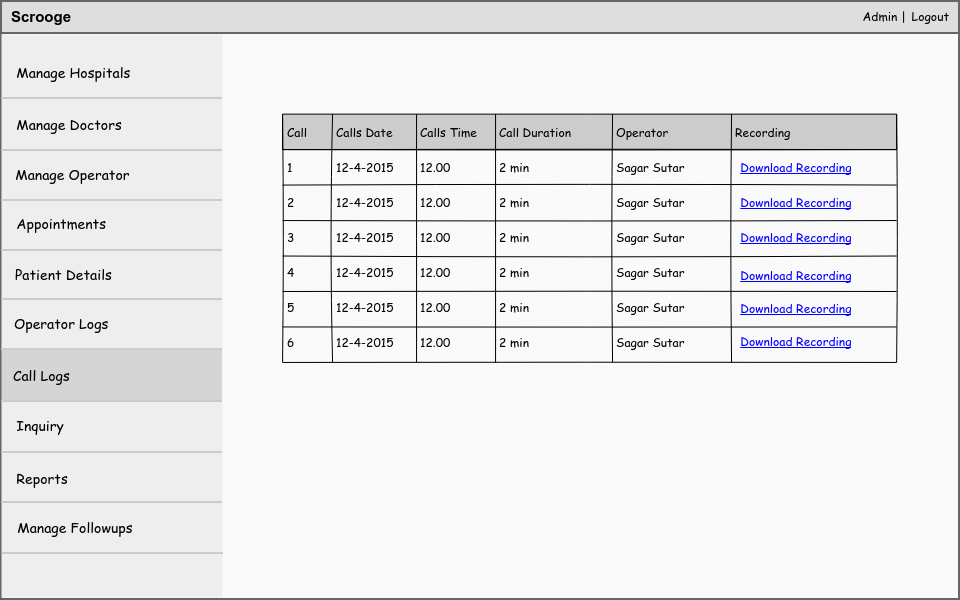 Scrooge
Admin | Logout
Manage Hospitals
Manage Doctors
Manage Operator
Appointments
Patient Details
Operator Logs
Call Logs
Inquiry
Reports
Manage Followups
Call Calls Date Calls Time Call Duration Operator Recording
1 12-4-2015 12.00 2 min Sagar Sutar Download Recording
2 12-4-2015 12.00 2 min Sagar Sutar Download Recording
3 12-4-2015 12.00 2 min Sagar Sutar Download Recording
4 12-4-2015 12.00 2 min Sagar Sutar Download Recording
5 12-4-2015 12.00 2 min Sagar Sutar Download Recording
6 12-4-2015 12.00 2 min Sagar Sutar Download Recording